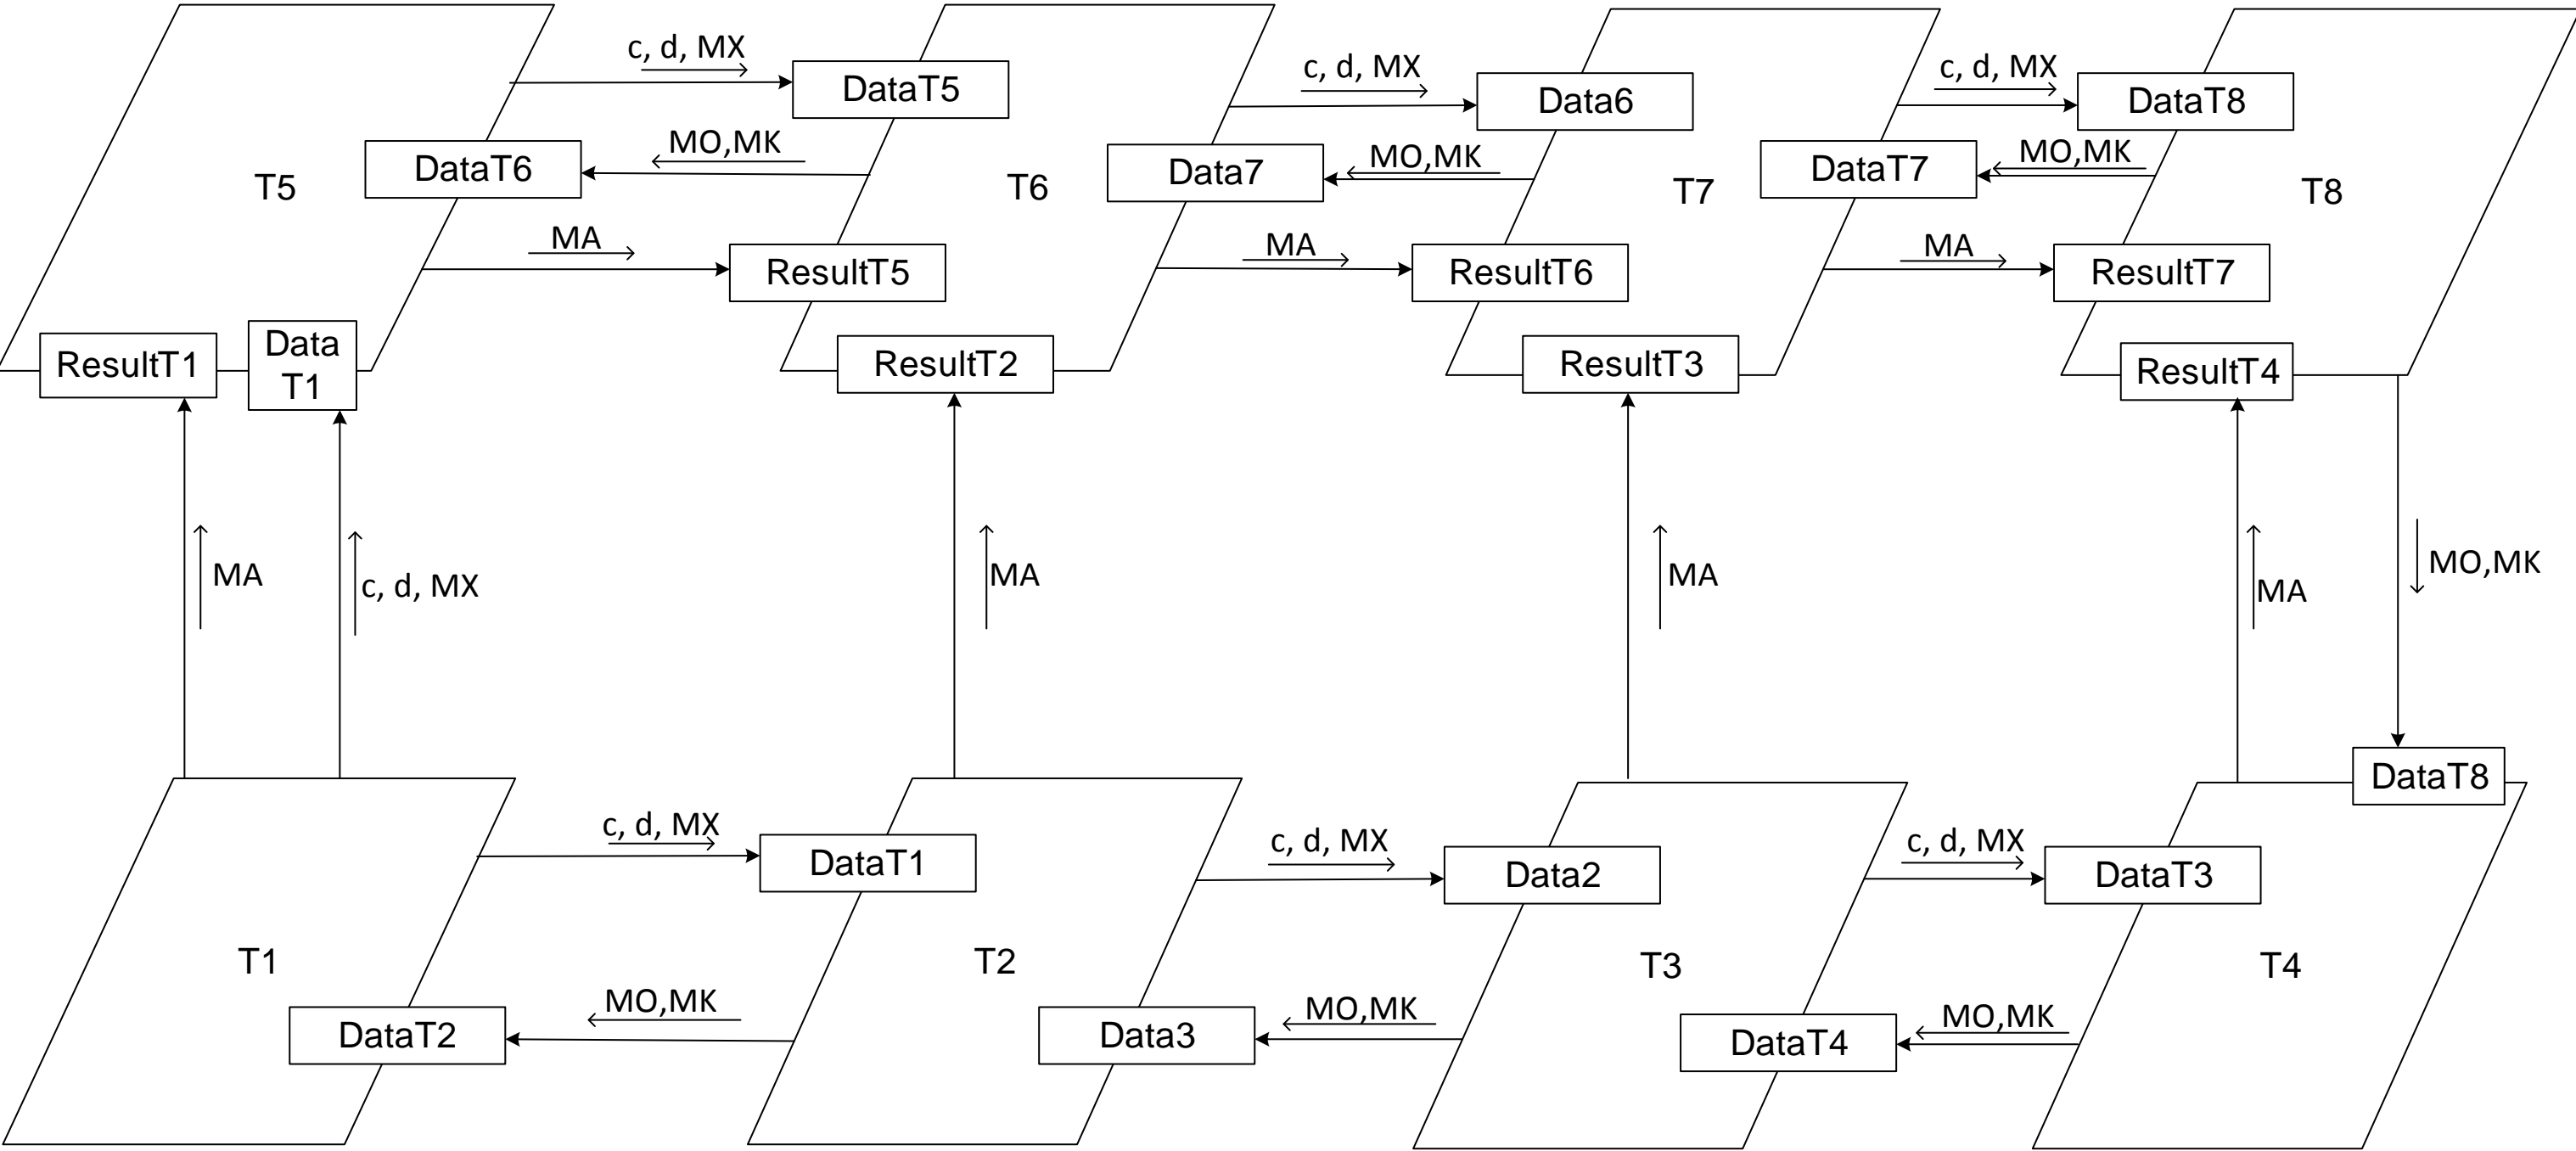 c, d, MX
DataT5
c, d, MX
Data6
c, d, MX
DataT8
T5
DataT6
MO,MK
T6
Data7
MO,MK
T7
DataT7
MO,MK
T8
MA
ResultT5
MA
ResultT6
MA
ResultT7
ResultT1
Data
T1
ResultT2
ResultT3
ResultT4
MA
c, d, MX
MA
MA
MA
MO,MK
DataT8
c, d, MX
DataT1
c, d, MX
Data2
c, d, MX
DataT3
T1
T2
T3
T4
DataT2
MO,MK
Data3
MO,MK
DataT4
MO,MK